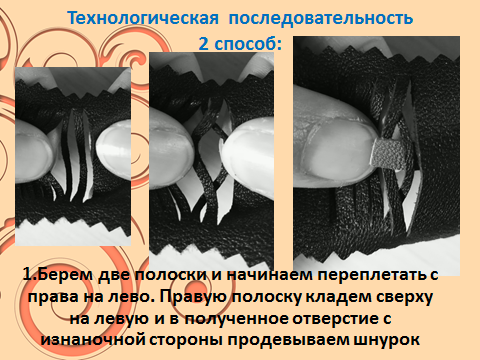 Технологическая последовательность
2 способ:
1.Берем две полоски и начинаем переплетать с
права на лево. Правую полоску кладем сверху
на левую и в полученное отверстие с
изнаночной стороны продеваем шнурок